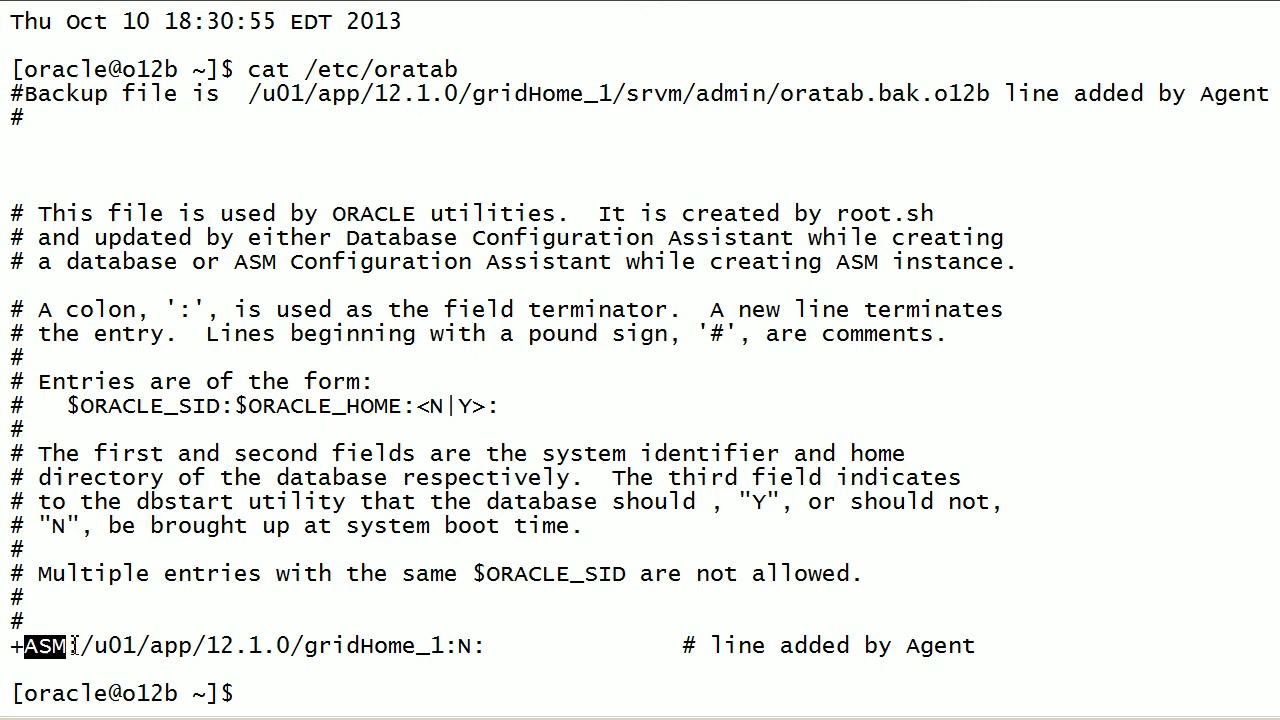 Thu Oct 10 18:30:55 EDT 2013
[oracle@o12b ~]$ cat /etc/oratab
#Backup file is  /u01/app/12.1.0/gridHome_1/srvm/admin/oratab.bak.o12b line added by Agent
#
# This file is used by ORACLE utilities.  It is created by root.sh
# and updated by either Database Configuration Assistant while creating
# a database or ASM Configuration Assistant while creating ASM instance.
# A colon, ':', is used as the field terminator.  A new line terminates
# the entry.  Lines beginning with a pound sign, '#', are comments.
#
# Entries are of the form:
#   $ORACLE_SID:$ORACLE_HOME:<N|Y>:
#
# The first and second fields are the system identifier and home
# directory of the database respectively.  The third field indicates
# to the dbstart utility that the database should , "Y", or should not,
# "N", be brought up at system boot time.
#
# Multiple entries with the same $ORACLE_SID are not allowed.
#
#
+ASM:/u01/app/12.1.0/gridHome_1:N:              # line added by Agent
[oracle@o12b ~]$